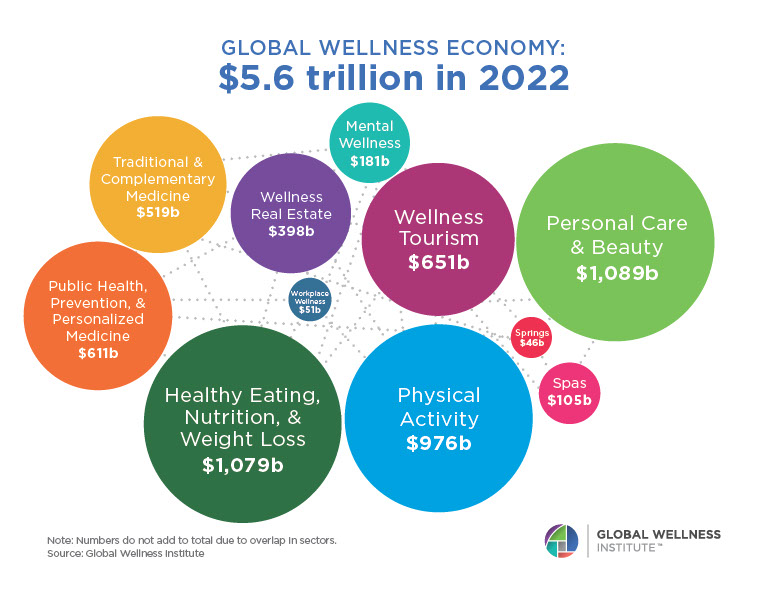 GLOBAL WELLNESS ECONOMY:
$5.6 trillion in 2022
Mental
Wellness
$181b
Traditional &
Complementary
Medicine
$519b
Wellness
Real Estate
$398b
Wellness
Tourism
$651b
Personal Care
& Beauty
$1,089b
Public Health,
Prevention, &
Personalized
Medicine
$611b
Workplace
Wellness
$51b
Springs
$46b
Spas
$105b
Healthy Eating,
Nutrition, &
Weight Loss
$1,079b
Physical
Activity
$976b
Note: Numbers do not add to total due to overlap in sectors.
Source: Global Wellness Institute
GLOBAL WELLNESS
INSTITUTE™